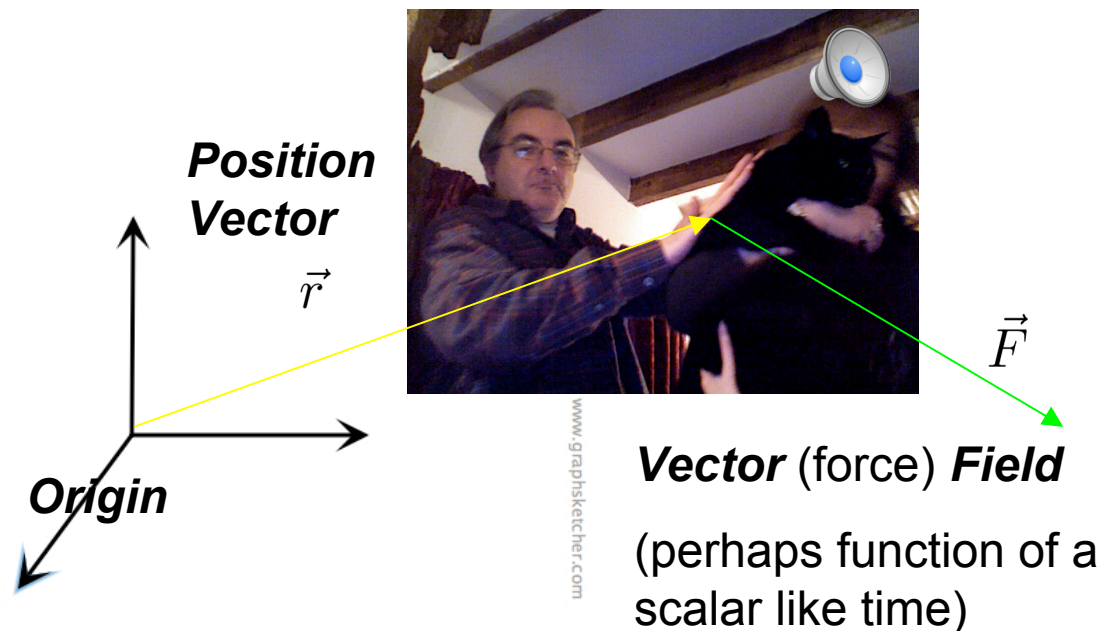 Position
Vector
r⃗
F⃗
Origin
www.graphsketcher.com
Vector (force) Field
(perhaps function of a
scalar like time)